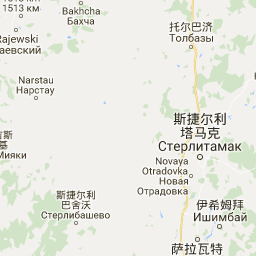 1513 км
Bakhcha
Бахча
Rajewski
аевский
托尔巴济
Толбазы
Narstau
Нарстау
斯捷尔利
塔马克
Стерлитамак
Мияки
Novaya
Otradovka
Новая
Отрадовка
斯捷尔利
巴舍沃
Стерлибашево
伊希姆拜
Ишимбай
萨拉瓦特